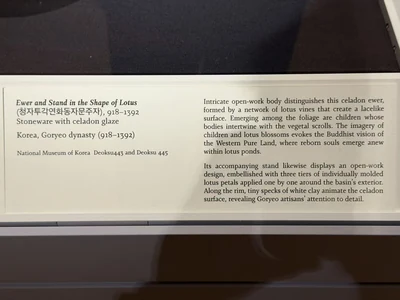 Ewer and Stand in the Shape of Lotus
(청자투각연화동자문주자), 918–1392
Stoneware with celadon glaze
Korea, Goryeo dynasty (918–1392)
National Museum of Korea Deoksu443 and Deoksu 445
Intricate open-work body distinguishes this celadon ewer,
formed by a network of lotus vines that create a lacelike
surface. Emerging among the foliage are children whose
bodies intertwine with the vegetal scrolls. The imagery of
children and lotus blossoms evokes the Buddhist vision of
the Western Pure Land, where reborn souls emerge anew
within lotus ponds.
Its accompanying stand likewise displays an open-work
design, embellished with three tiers of individually molded
lotus petals applied one by one around the basin's exterior.
Along the rim, tiny specks of white clay animate the celadon
surface, revealing Goryeo artisans' attention to detail.